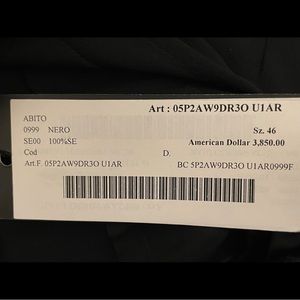 Art : 05P2AW9DR3O U1AR
ABITO
0999 NERO Sz. 46
SE00 100%SE American Dollar 3,850.00
Cod D.
Art.F. 05P2AW9DR3O U1AR BC 5P2AW9DR3O U1AR0999F